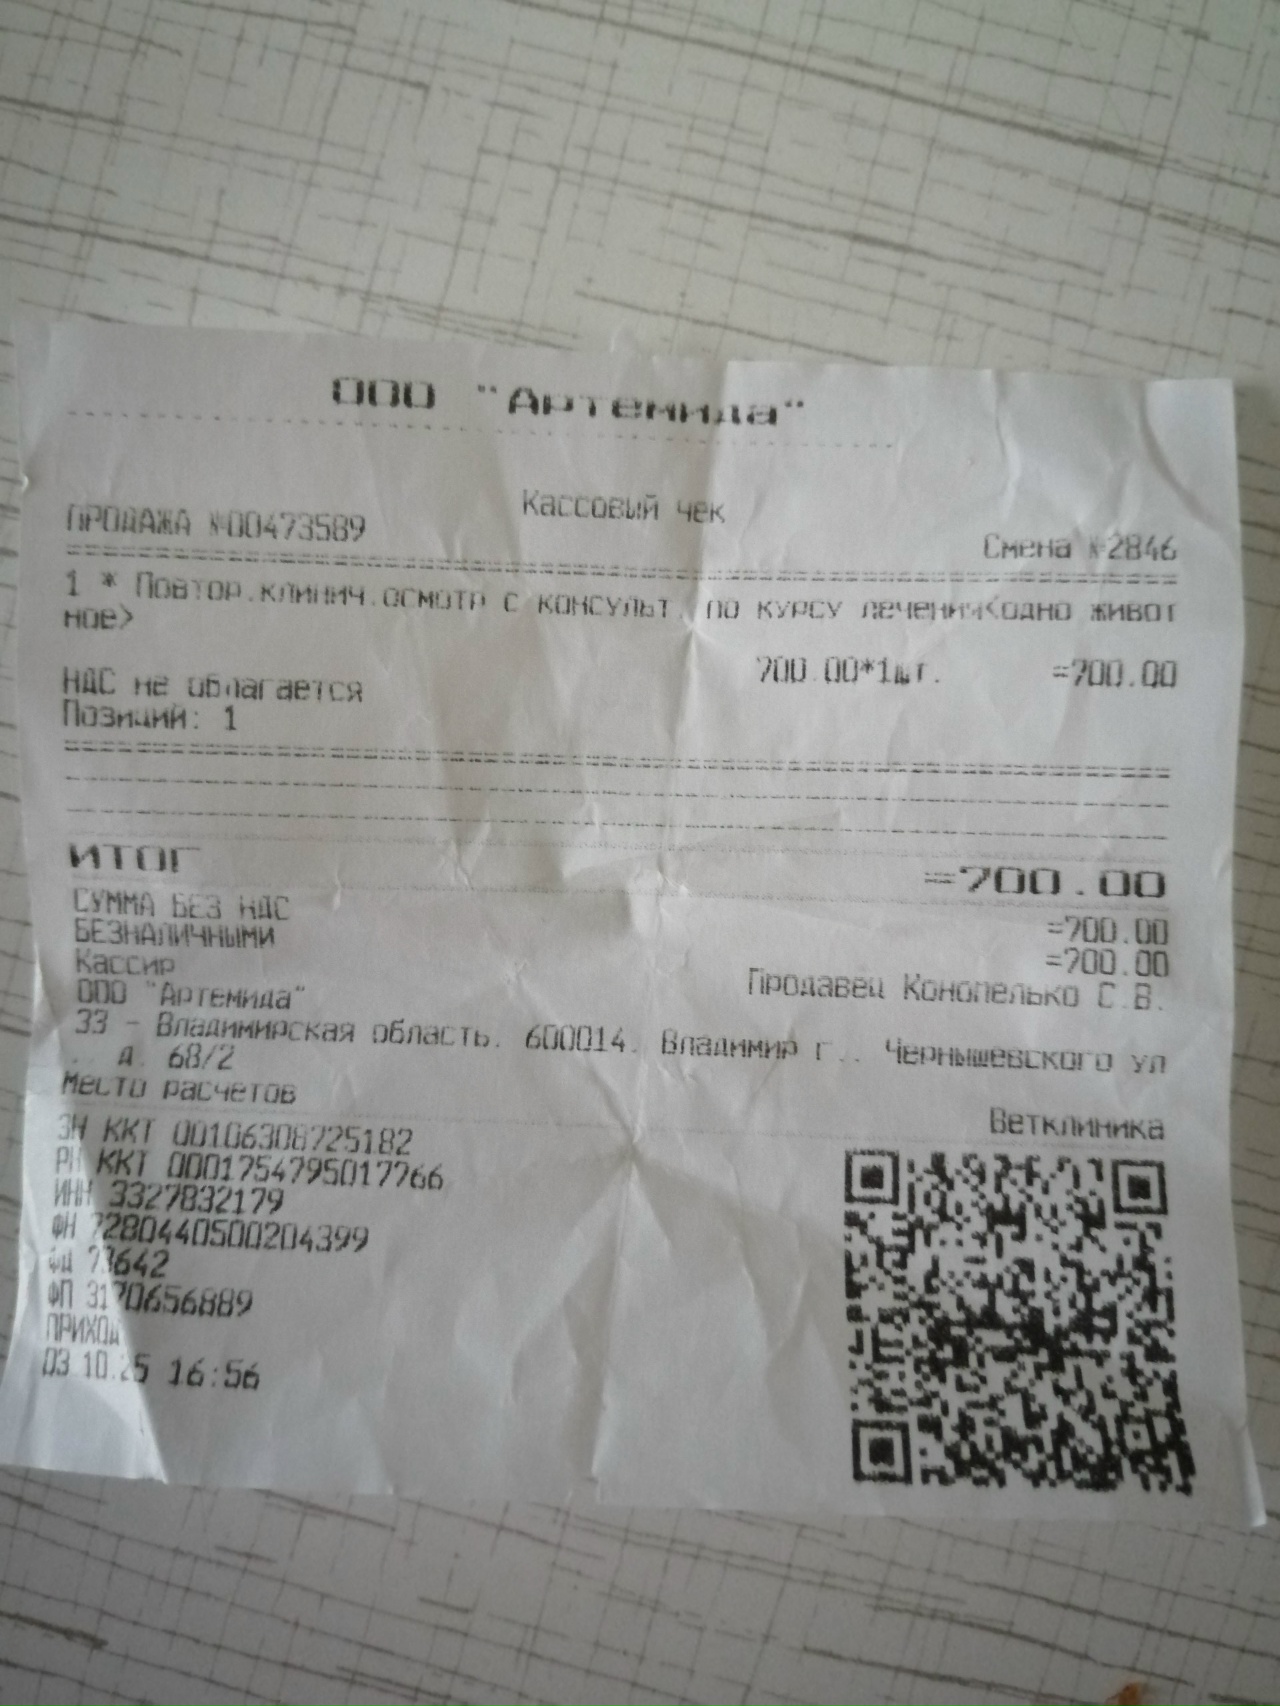 ООО "Артемида"
Кассовый чек
ПРОДАЖА №00473589
Смена №2846
1 * Повтор.клинич.осмотр с консульт. по курсу лечения<одно живот
ное>
700.00*1шт. =700.00
НДС не облагается
Позиций: 1
ИТОГ =700.00
СУММА БЕЗ НДС =700.00
БЕЗНАЛИЧНЫМИ =700.00
Кассир Продавец Конопелько С.В.
ООО "Артемида"
33 - Владимирская область, 600014, Владимир г., Чернышевского ул
., д. 68/2
Место расчетов Ветклиника
ЗН ККТ 00106308725182
РН ККТ 0001754795017766
ИНН 3327832179
ФН 7280440500204399
ФД 73642
ФП 3170656889
ПРИХОД
03.10.25 16:56